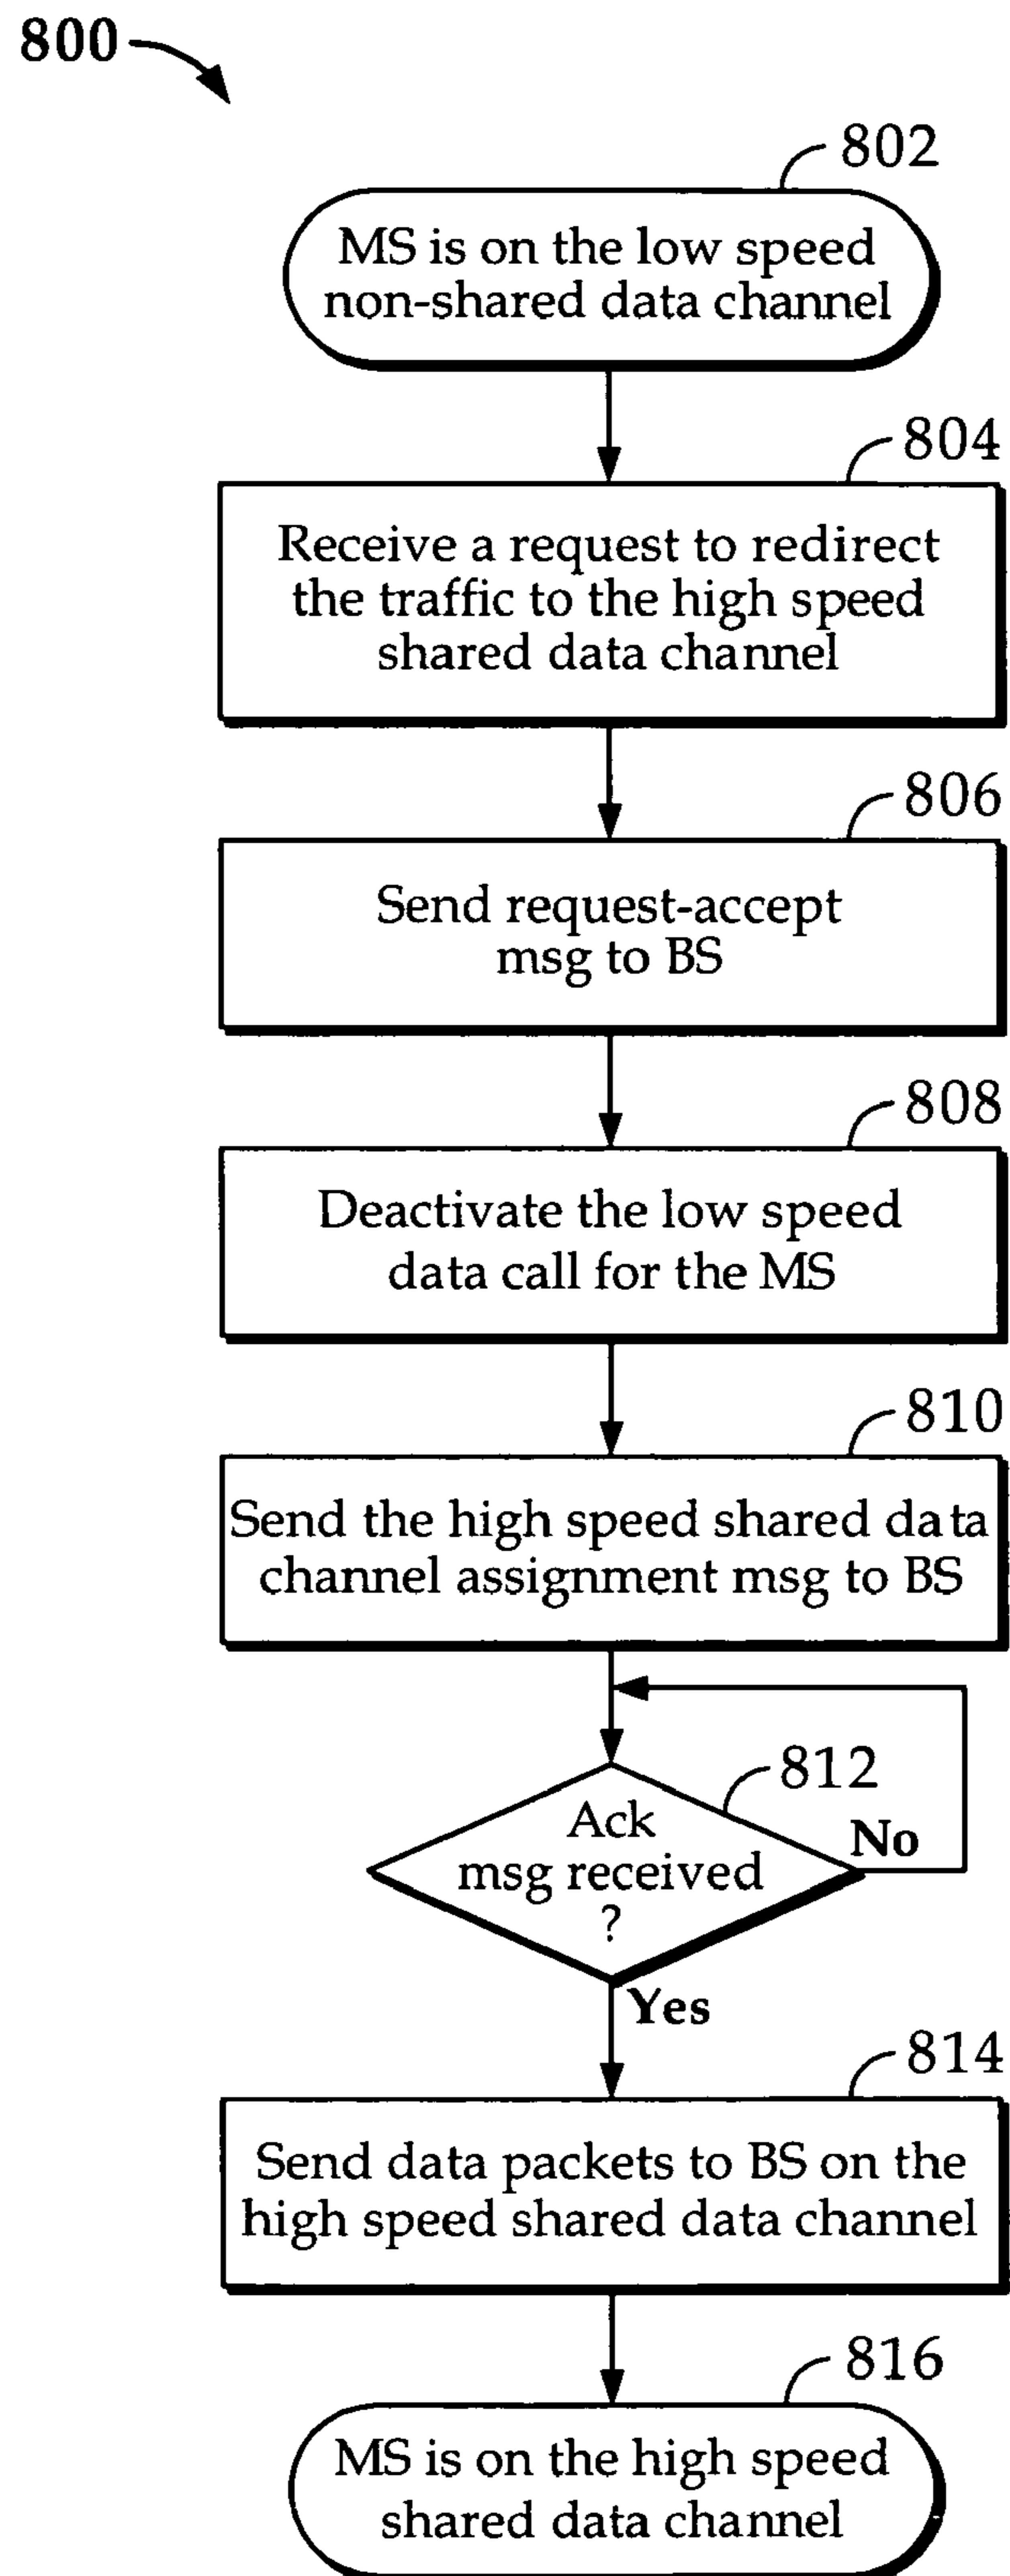 800
802
MS is on the low speed
non-shared data channel
804
Receive a request to redirect
the traffic to the high speed
shared data channel
806
Send request-accept
msg to BS
808
Deactivate the low speed
data call for the MS
810
Send the high speed shared data
channel assignment msg to BS
812
Ack
msg received
?
No
Yes
814
Send data packets to BS on the
high speed shared data channel
816
MS is on the high speed
shared data channel